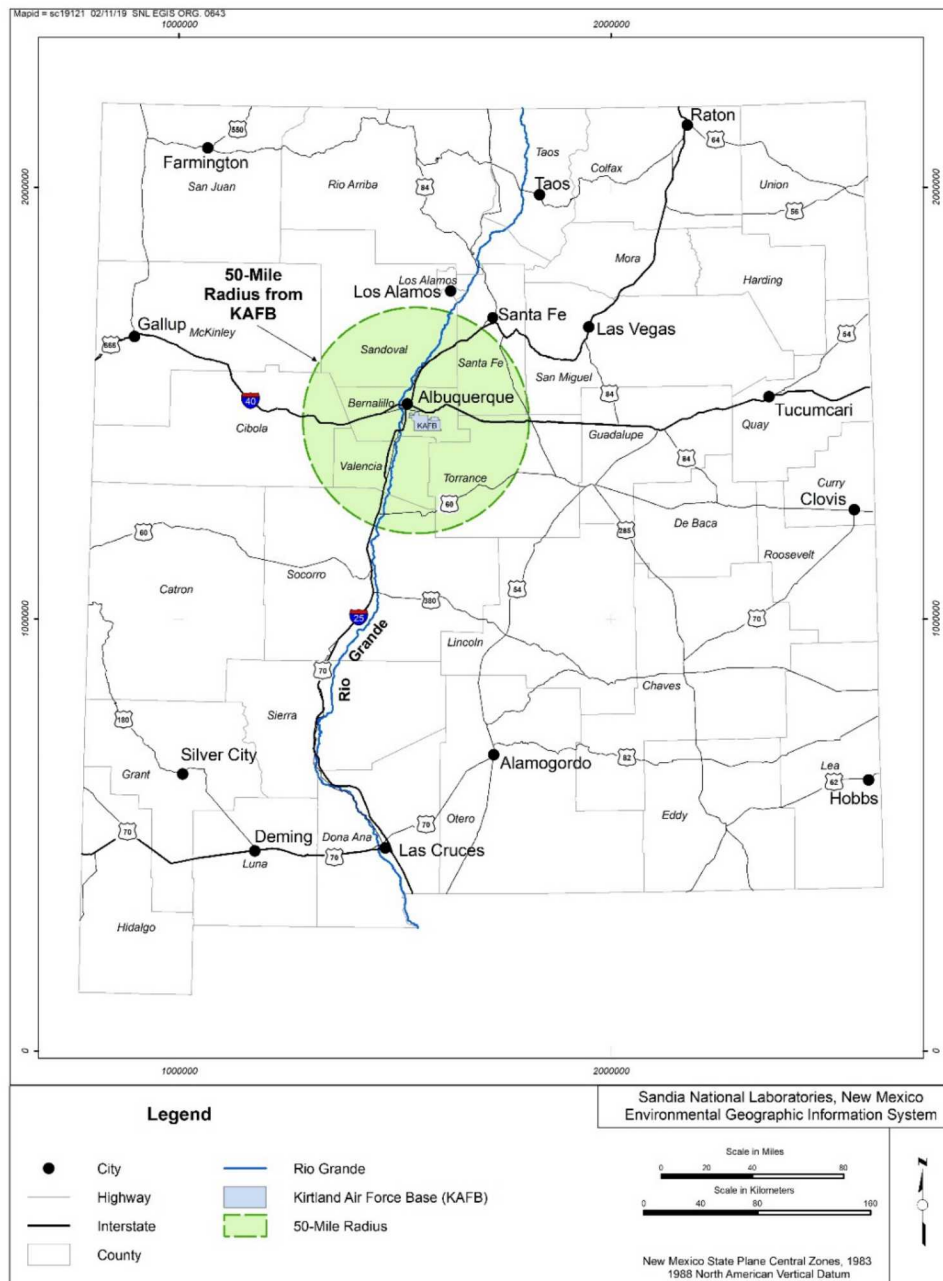 Mapid = sc19121 02/11/19 SNL EGIS ORG. 0643
1000000
2000000
Raton
550
64
Farmington
San Juan
Rio Arriba
84
Taos
Colfax
Taos
Union
2000000
2000000
56
Mora
50-Mile
Radius from
KAFB
Los Alamos
Los Alamos
Harding
Gallup
McKinley
Santa Fe
Las Vegas
54
Sandoval
Santa Fe
San Miguel
84
40
Bernalillo
Albuquerque
Tucumcari
Cibola
KAFB
Guadalupe
Quay
Valencia
Torrance
84
Curry
60
Clovis
De Baca
60
285
Roosevelt
Socorro
Catron
380
54
1000000
1000000
25
70
Lincoln
Rio Grande
70
Chaves
Sierra
180
Silver City
Alamogordo
82
Grant
Lea
62
Hobbs
70
Deming
Dona Ana
70
Otero
Eddy
Luna
70
Las Cruces
Hidalgo
0
0
1000000
2000000
Legend
City
Highway
Interstate
County
Rio Grande
Kirtland Air Force Base (KAFB)
50-Mile Radius
Sandia National Laboratories, New Mexico
Environmental Geographic Information System
Scale in Miles
0 20 40 80
Scale in Kilometers
0 40 80 160
New Mexico State Plane Central Zones, 1983
1988 North American Vertical Datum